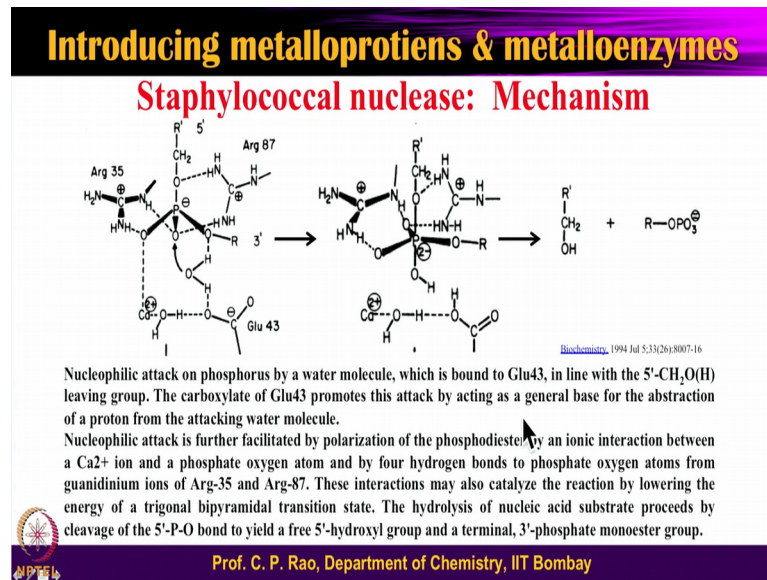 Introducing metalloprotiens & metalloenzymes
Staphylococcal nuclease: Mechanism
R' 5'
CH2
Arg 87
Arg 35
3'
Glu 43
R'
CH2
OH
+
R—OPO3
Biochemistry. 1994 Jul 5;33(26):8007-16
Nucleophilic attack on phosphorus by a water molecule, which is bound to Glu43, in line with the 5'-CH2O(H)
leaving group. The carboxylate of Glu43 promotes this attack by acting as a general base for the abstraction
of a proton from the attacking water molecule.
Nucleophilic attack is further facilitated by polarization of the phosphodiester by an ionic interaction between
a Ca2+ ion and a phosphate oxygen atom and by four hydrogen bonds to phosphate oxygen atoms from
guanidinium ions of Arg-35 and Arg-87. These interactions may also catalyze the reaction by lowering the
energy of a trigonal bipyramidal transition state. The hydrolysis of nucleic acid substrate proceeds by
cleavage of the 5'-P-O bond to yield a free 5'-hydroxyl group and a terminal, 3'-phosphate monoester group.
NPTEL
Prof. C. P. Rao, Department of Chemistry, IIT Bombay